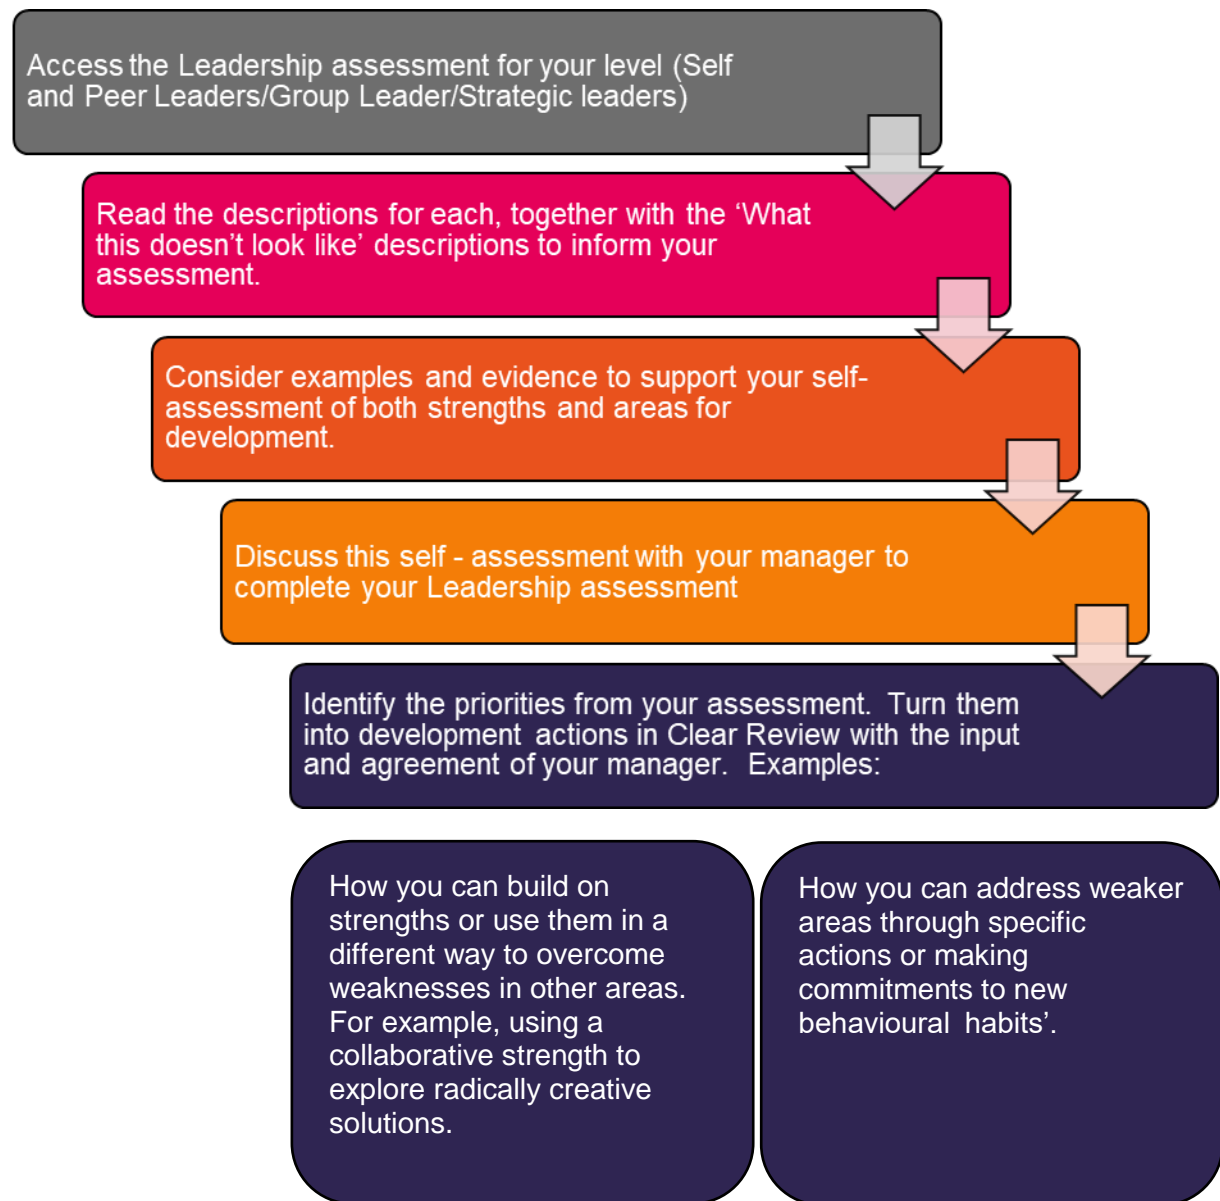 Access the Leadership assessment for your level (Self
and Peer Leaders/Group Leader/Strategic leaders)
Read the descriptions for each, together with the ‘What
this doesn’t look like’ descriptions to inform your
assessment.
Consider examples and evidence to support your self-
assessment of both strengths and areas for
development.
Discuss this self - assessment with your manager to
complete your Leadership assessment
Identify the priorities from your assessment. Turn them
into development actions in Clear Review with the input
and agreement of your manager. Examples:
How you can build on
strengths or use them in a
different way to overcome
weaknesses in other areas.
For example, using a
collaborative strength to
explore radically creative
solutions.
How you can address weaker
areas through specific
actions or making
commitments to new
behavioural habits’.